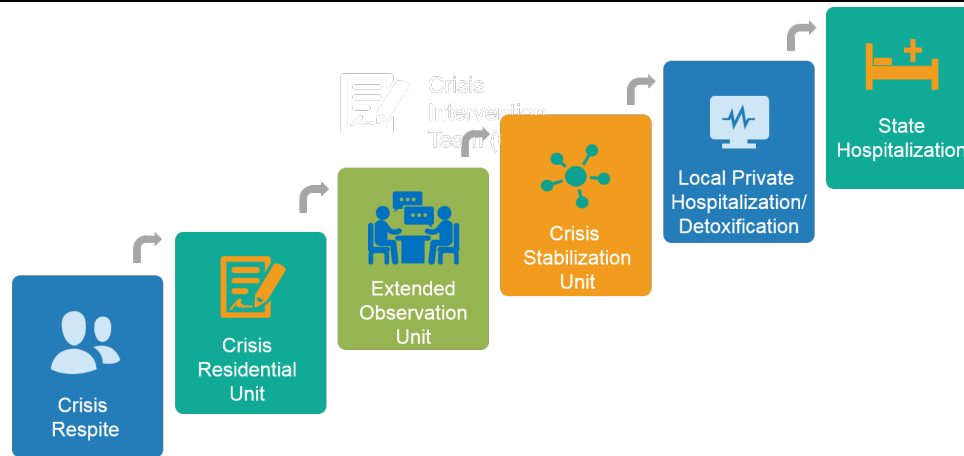 Crisis
Respite
Crisis
Residential
Unit
Extended
Observation
Unit
Crisis
Intervention
Team
Crisis
Stabilization
Unit
Local Private
Hospitalization/
Detoxification
State
Hospitalization